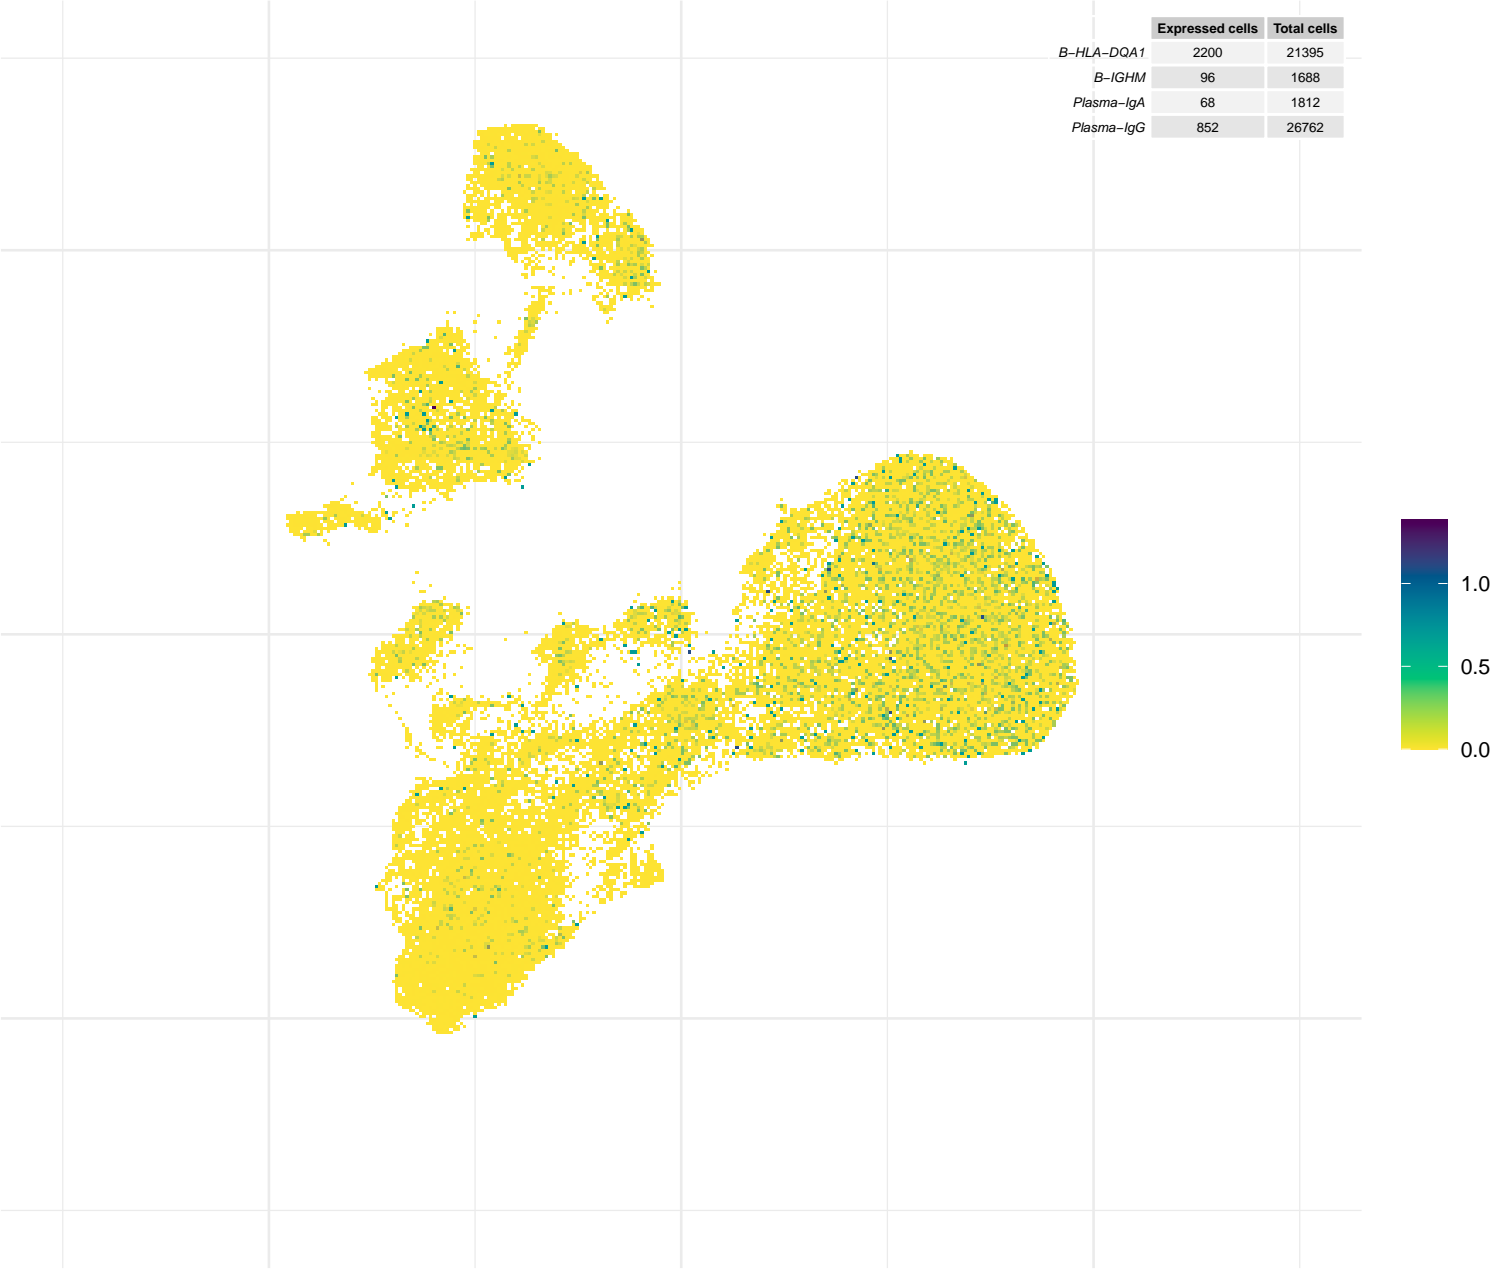 Expressed cells Total cells
B−HLA−DQA1 2200 21395
B−IGHM 96 1688
Plasma−IgA 68 1812
Plasma−IgG 852 26762
1.0
0.5
0.0